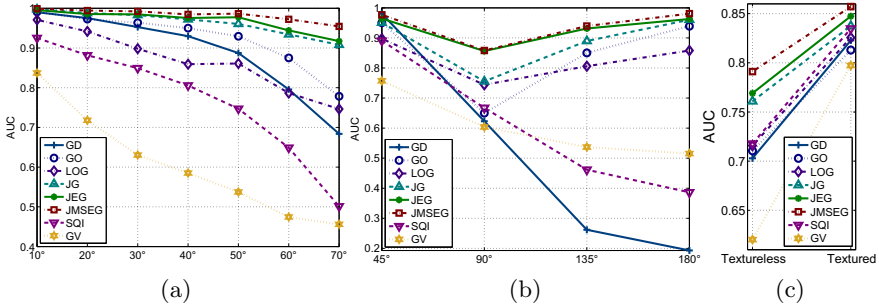 AUC
1
0.9
0.8
0.7
0.6
0.5
0.4
10° 20° 30° 40° 50° 60° 70°
GD
GO
LOG
JG
JEG
JMSEG
SQI
GV
(a)
AUC
1
0.9
0.8
0.7
0.6
0.5
0.4
0.3
0.2
45° 90° 135° 180°
GD
GO
LOG
JG
JEG
JMSEG
SQI
GV
(b)
AUC
0.85
0.8
0.75
0.7
0.65
Textureless Textured
GD
GO
LOG
JG
JEG
JMSEG
SQI
GV
(c)